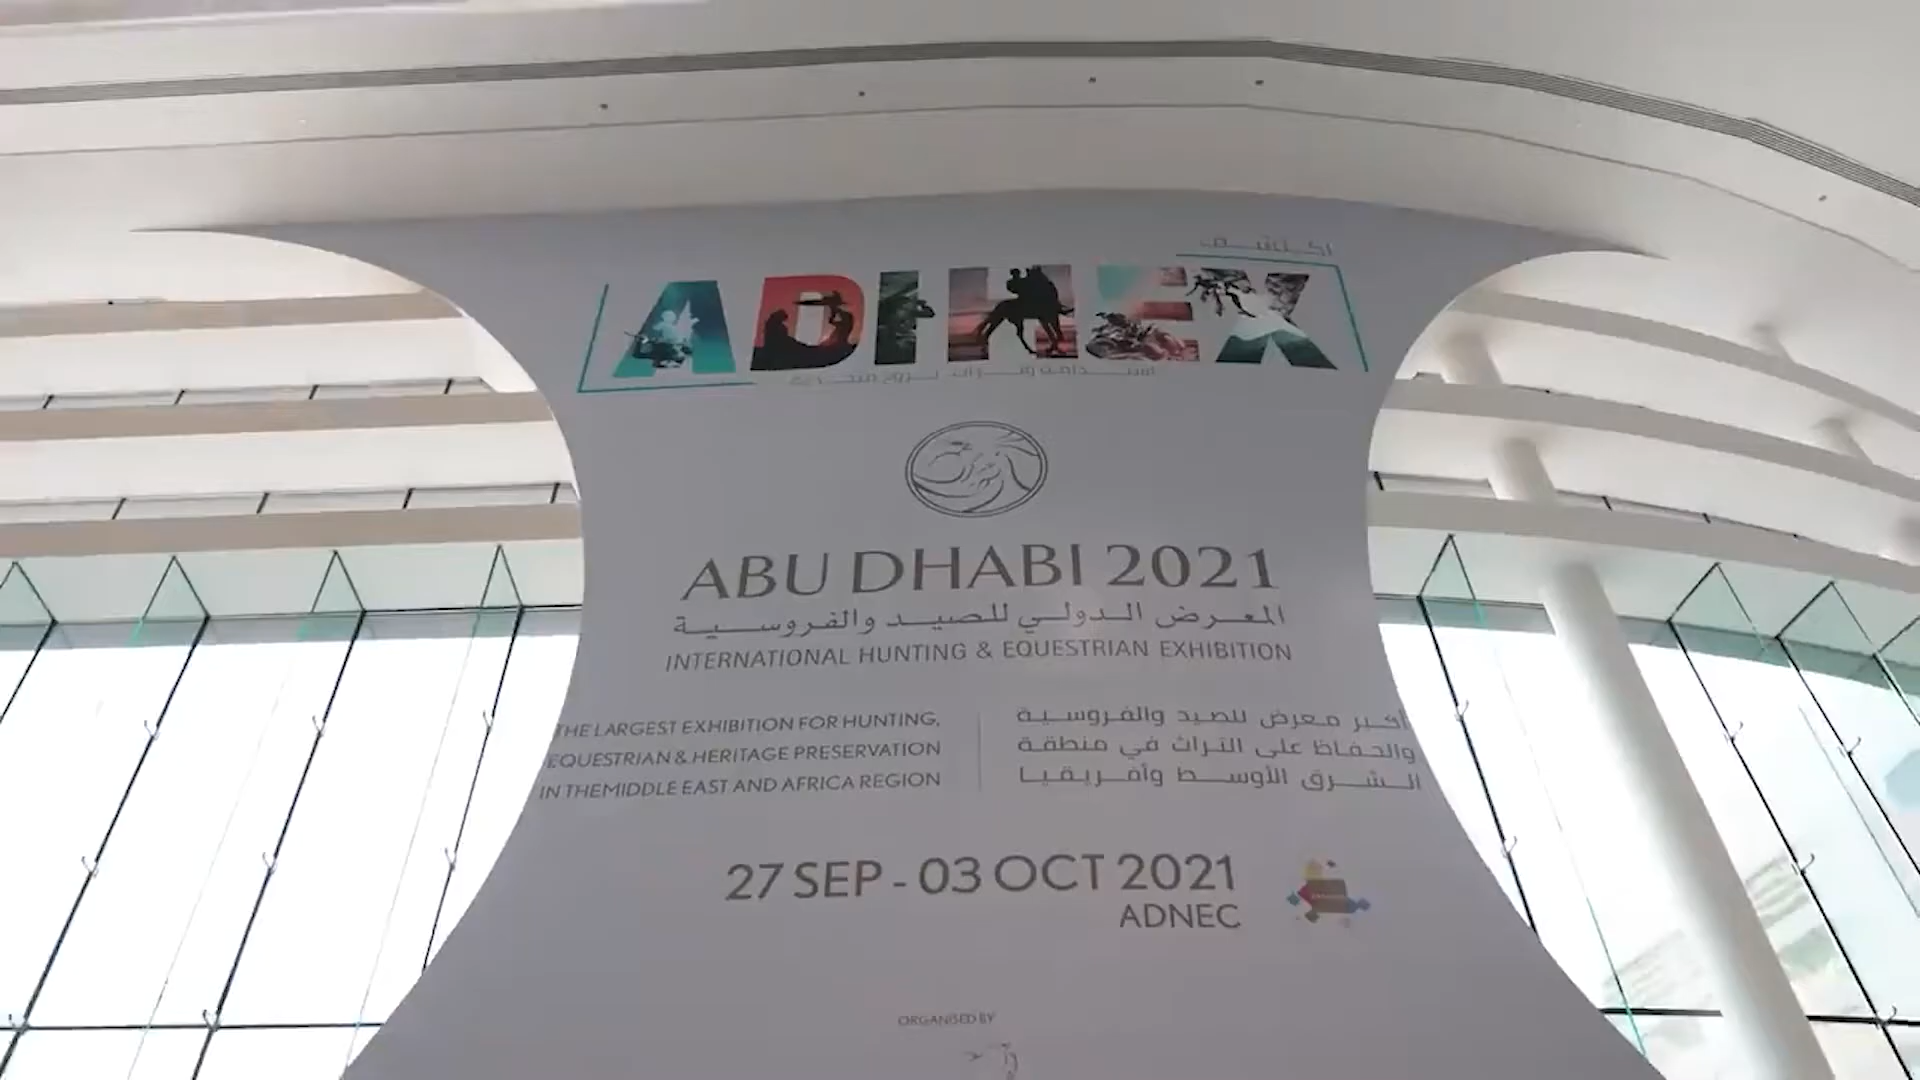 اكتشف
ADIHEX
ABU DHABI 2021
المعرض الدولي للصيد والفروسية
INTERNATIONAL HUNTING & EQUESTRIAN EXHIBITION
THE LARGEST EXHIBITION FOR HUNTING,
EQUESTRIAN & HERITAGE PRESERVATION
IN THEMIDDLE EAST AND AFRICA REGION
أكبر معرض للصيد والفروسية
والحفاظ على التراث في منطقة
الشرق الأوسط وأفريقيا
27 SEP - 03 OCT 2021
ADNEC
ORGANISED BY